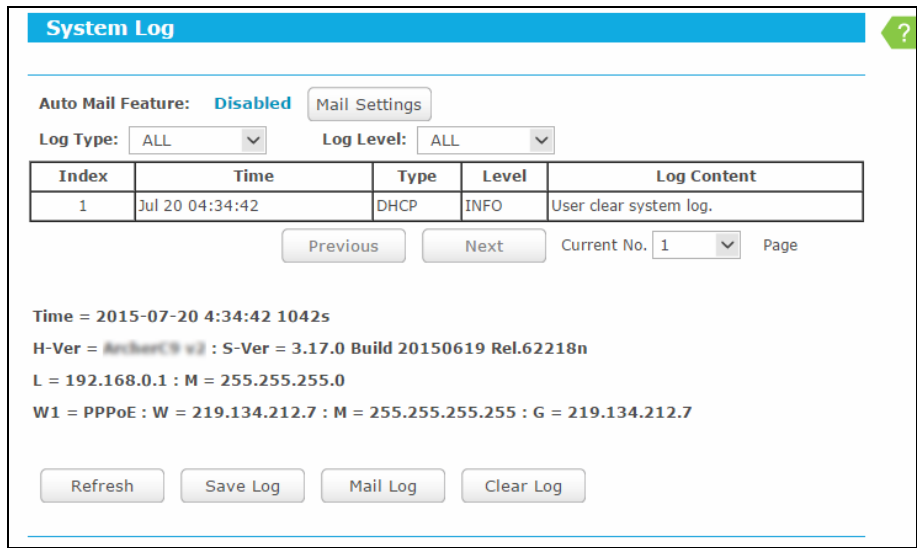 System Log
?
Auto Mail Feature: Disabled Mail Settings
Log Type: ALL Log Level: ALL
Index Time Type Level Log Content
1 Jul 20 04:34:42 DHCP INFO User clear system log.
Previous Next Current No. 1 Page
Time = 2015-07-20 4:34:42 1042s
H-Ver = : S-Ver = 3.17.0 Build 20150619 Rel.62218n
L = 192.168.0.1 : M = 255.255.255.0
W1 = PPPoE : W = 219.134.212.7 : M = 255.255.255.255 : G = 219.134.212.7
Refresh Save Log Mail Log Clear Log